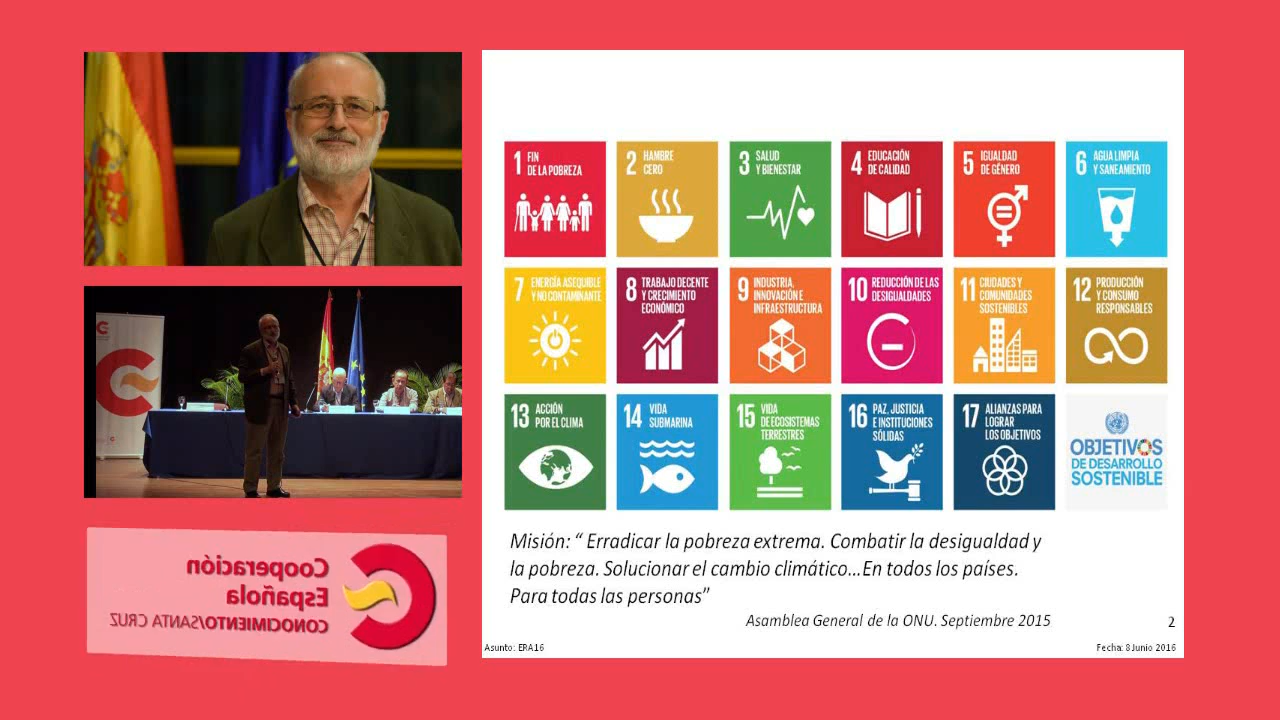 Cooperación
Española
CONOCIMIENTO/SANTA CRUZ
1 FIN
DE LA POBREZA
2 HAMBRE
CERO
3 SALUD
Y BIENESTAR
4 EDUCACIÓN
DE CALIDAD
5 IGUALDAD
DE GÉNERO
6 AGUA LIMPIA
Y SANEAMIENTO
7 ENERGÍA ASEQUIBLE
Y NO CONTAMINANTE
8 TRABAJO DECENTE
Y CRECIMIENTO
ECONÓMICO
9 INDUSTRIA,
INNOVACIÓN E
INFRAESTRUCTURA
10 REDUCCIÓN DE LAS
DESIGUALDADES
11 CIUDADES Y
COMUNIDADES
SOSTENIBLES
12 PRODUCCIÓN
Y CONSUMO
RESPONSABLES
13 ACCIÓN
POR EL CLIMA
14 VIDA
SUBMARINA
15 VIDA
DE ECOSISTEMAS
TERRESTRES
16 PAZ, JUSTICIA
E INSTITUCIONES
SÓLIDAS
17 ALIANZAS PARA
LOGRAR
LOS OBJETIVOS
OBJETIVOS
DE DESARROLLO
SOSTENIBLE
Misión: “ Erradicar la pobreza extrema. Combatir la desigualdad y
la pobreza. Solucionar el cambio climático...En todos los países.
Para todas las personas”
Asamblea General de la ONU. Septiembre 2015
2
Asunto: ERA16
Fecha: 8 Junio 2016